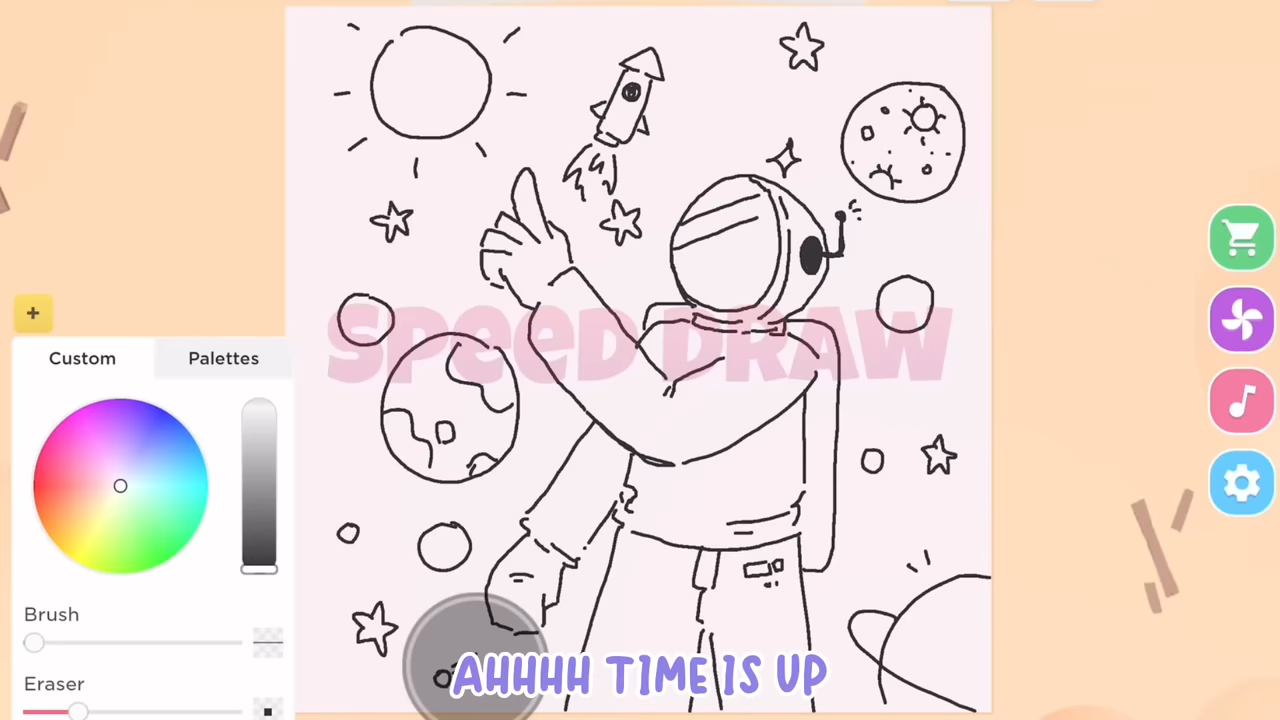 SPEED DRAW
+
Custom Palettes
Brush
Eraser
AHHHH TIME IS UP